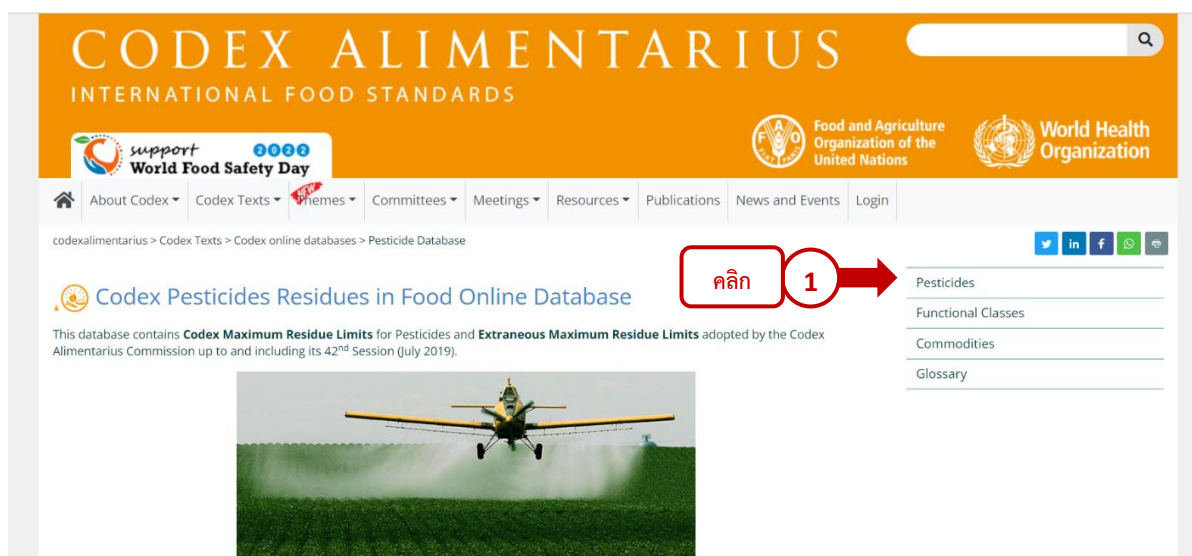 CODEX ALIMENTARIUS
INTERNATIONAL FOOD STANDARDS
support 2022
World Food Safety Day
FAO
FIAT PANIS
Food and Agriculture
Organization of the
United Nations
World Health
Organization
About Codex
Codex Texts
NEW
Themes
Committees
Meetings
Resources
Publications
News and Events
Login
codexalimentarius > Codex Texts > Codex online databases > Pesticide Database
in f
คลิก 1
Pesticides
Functional Classes
Commodities
Glossary
Codex Pesticides Residues in Food Online Database
This database contains Codex Maximum Residue Limits for Pesticides and Extraneous Maximum Residue Limits adopted by the Codex
Alimentarius Commission up to and including its 42nd Session (July 2019).